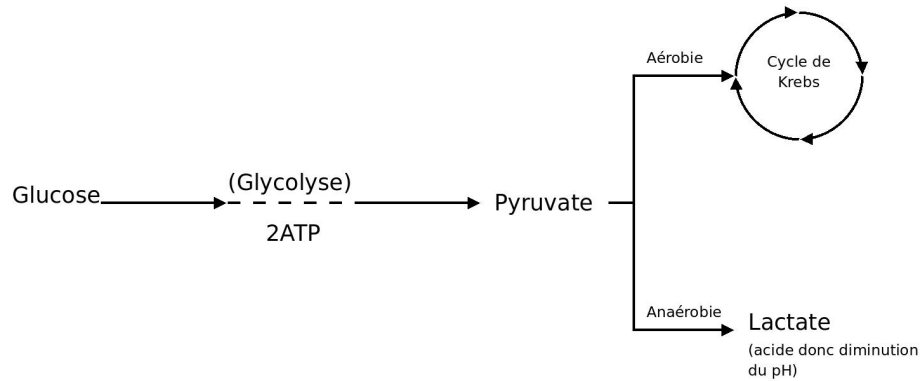 Glucose
(Glycolyse)
2ATP
Pyruvate
Aérobie
Cycle de
Krebs
Anaérobie
Lactate
(acide donc diminution
du pH)